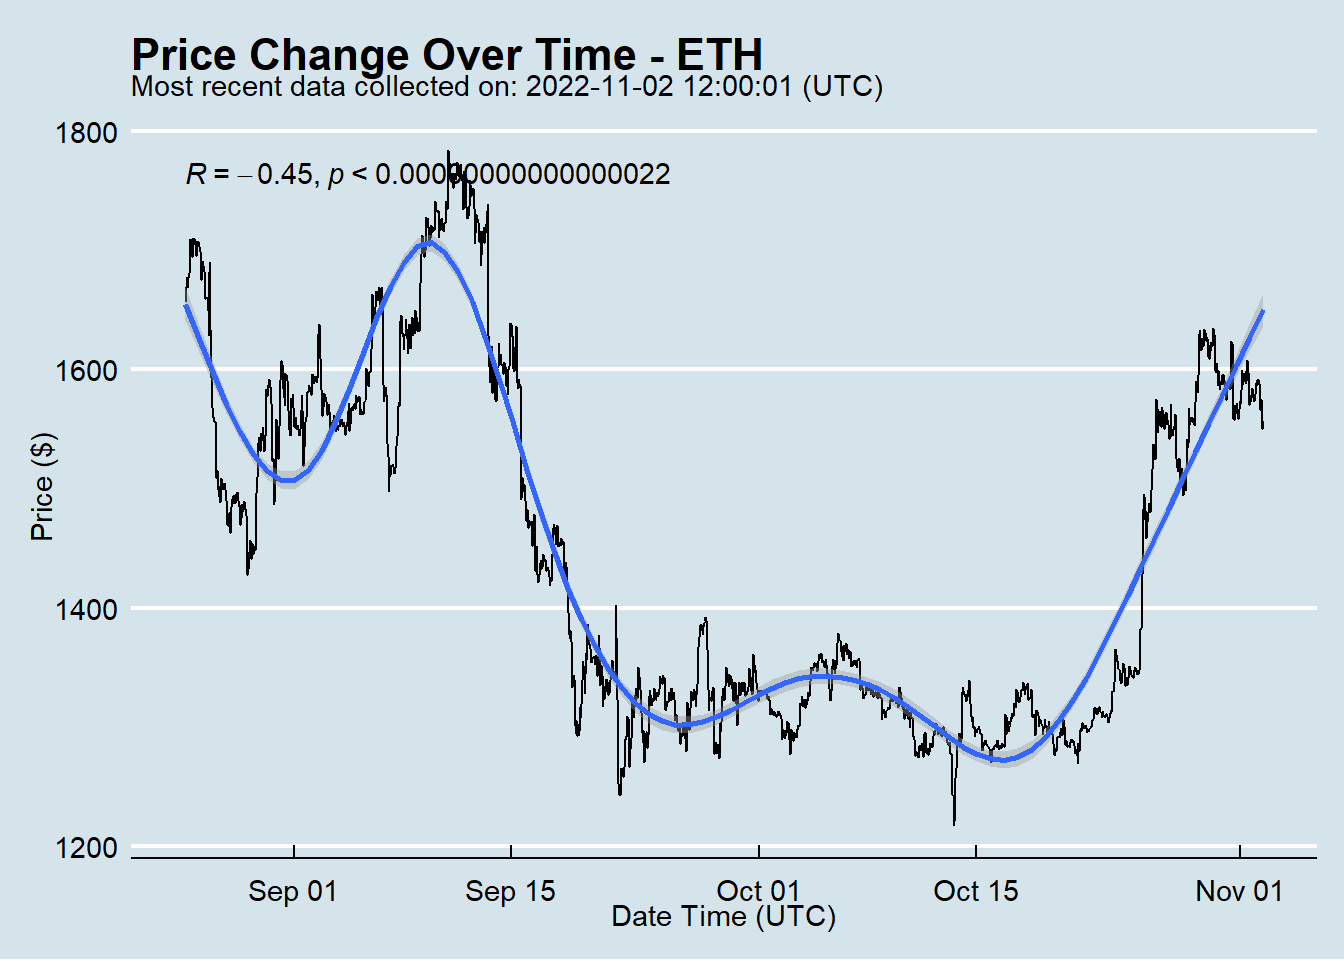 Price Change Over Time - ETH
Most recent data collected on: 2022-11-02 12:00:01 (UTC)
R = −0.45, p < 0.00000000000000022
1800
1600
1400
1200
Price ($)
Sep 01
Sep 15
Oct 01
Oct 15
Nov 01
Date Time (UTC)